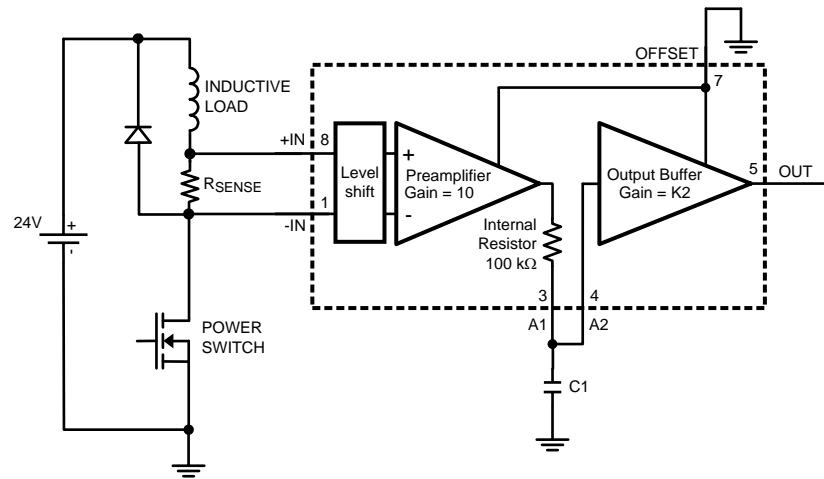 OFFSET
7
INDUCTIVE
LOAD
+IN
8
Level
shift
+
-
Preamplifier
Gain = 10
Output Buffer
Gain = K2
5
OUT
RSENSE
1
-IN
24V
+
-
Internal
Resistor
100 kΩ
3
4
A1
A2
POWER
SWITCH
C1